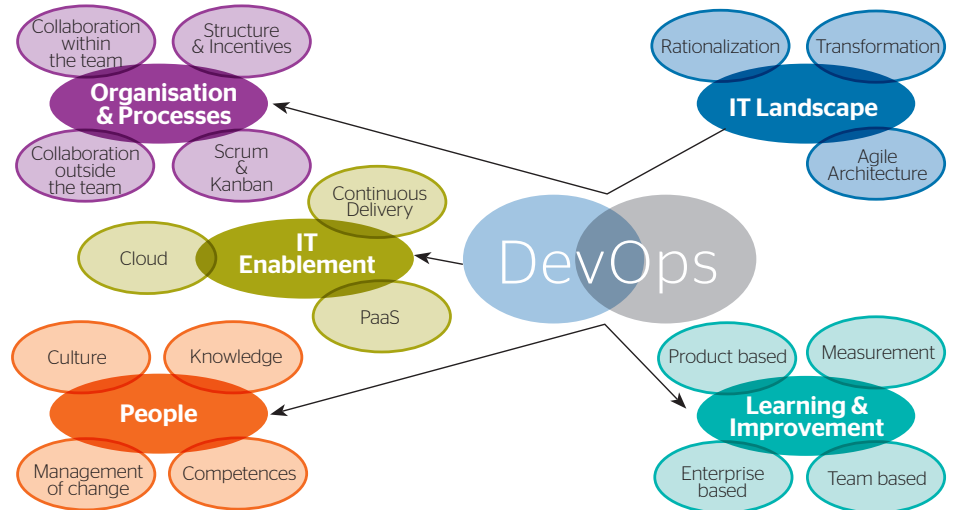 Collaboration
within
the team
Structure
& Incentives
Organisation
& Processes
Collaboration
outside
the team
Scrum
&
Kanban
Rationalization
Transformation
IT Landscape
Agile
Architecture
Continuous
Delivery
Cloud
IT
Enablement
PaaS
DevOps
Culture
Knowledge
People
Management
of change
Competences
Product based
Measurement
Learning &
Improvement
Enterprise
based
Team based